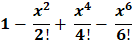 1 - x²/2! + x⁴/4! - x⁶/6!